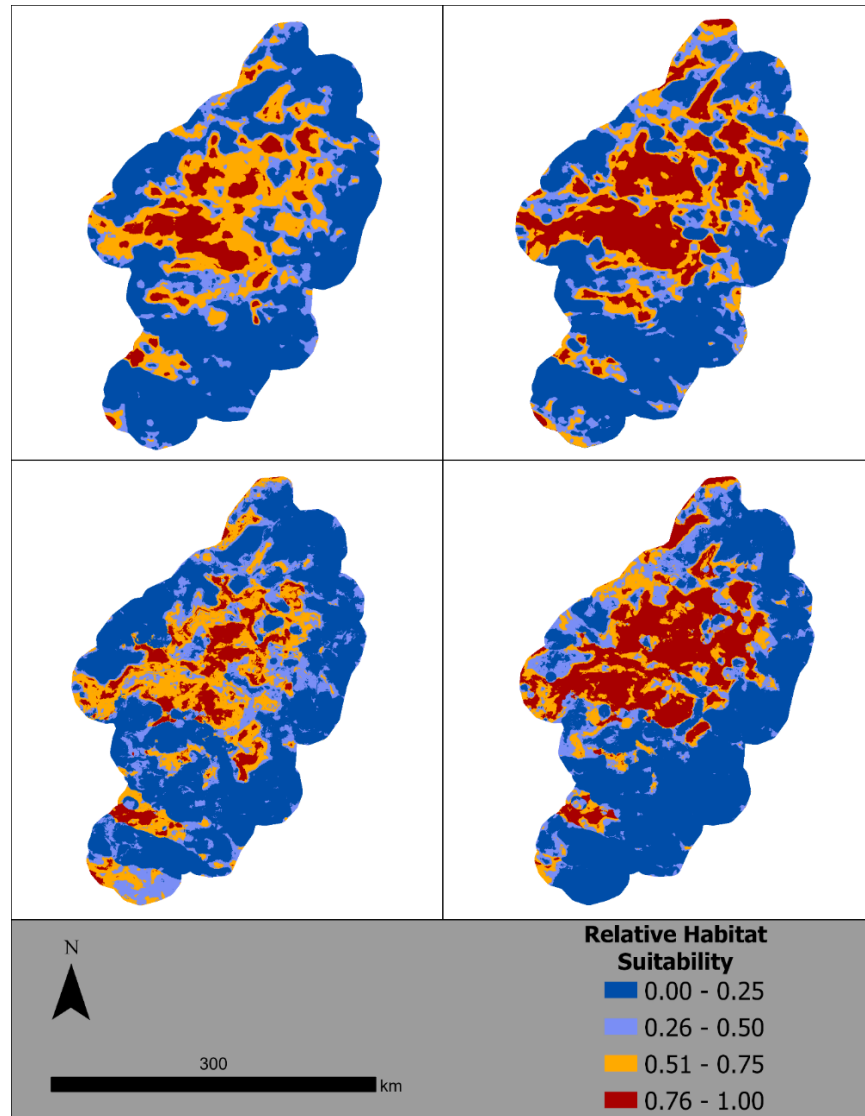 N
300
km
Relative Habitat
Suitability
0.00 - 0.25
0.26 - 0.50
0.51 - 0.75
0.76 - 1.00